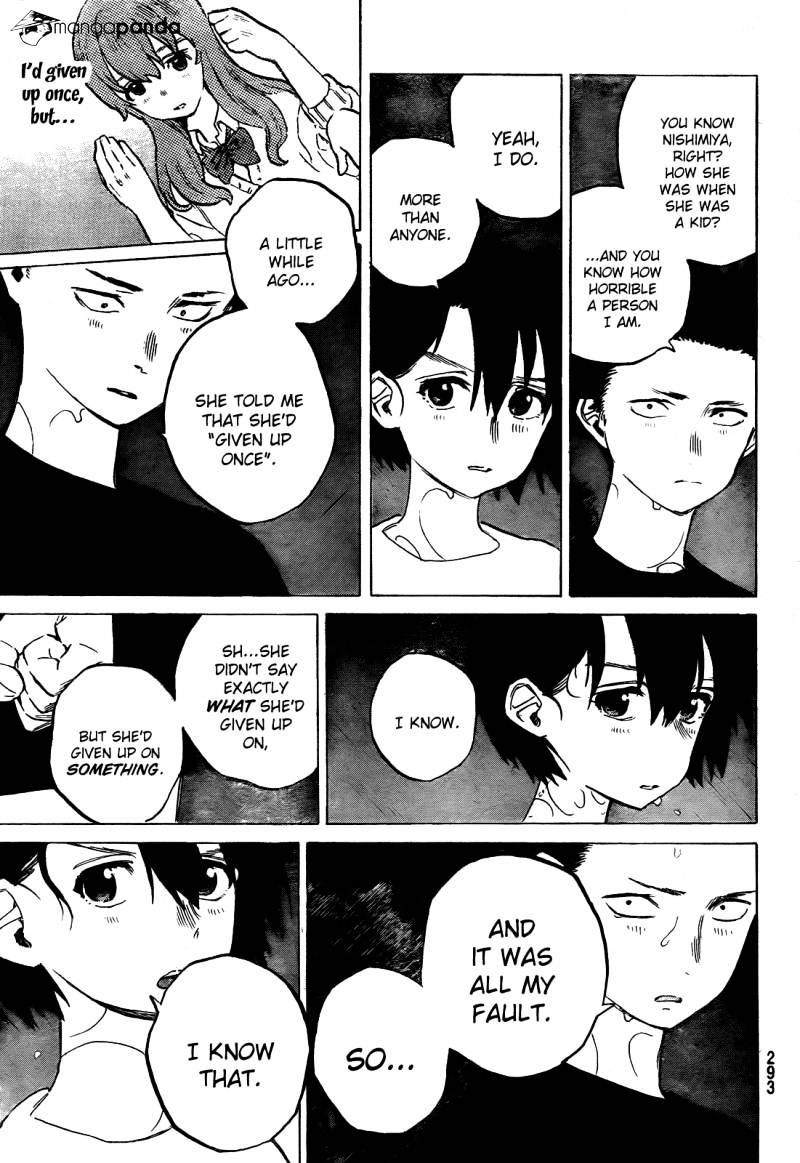 mangapanda
YOU KNOW
NISHIMIYA,
RIGHT?
HOW SHE
WAS WHEN
SHE WAS
A KID?
...AND YOU
KNOW HOW
HORRIBLE
A PERSON
I AM.
YEAH,
I DO.
MORE
THAN
ANYONE.
I'd given
up once,
but...
A LITTLE
WHILE
AGO...
SHE TOLD ME
THAT SHE'D
"GIVEN UP
ONCE".
I KNOW.
SH...SHE
DIDN'T SAY
EXACTLY
WHAT SHE'D
GIVEN UP
ON,
BUT SHE'D
GIVEN UP ON
SOMETHING.
AND
IT WAS
ALL MY
FAULT.
SO...
I KNOW
THAT.
293